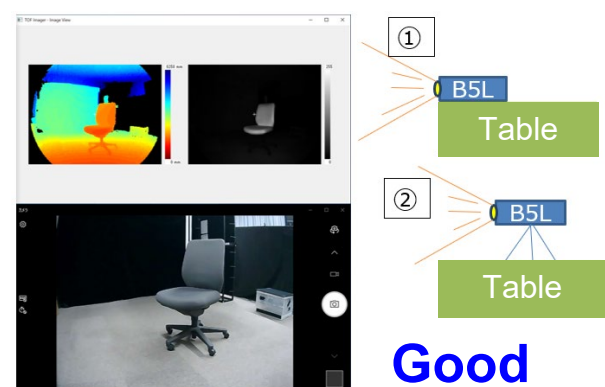 TOF Imager - Image View
①
B5L
Table
②
B5L
Table
Good